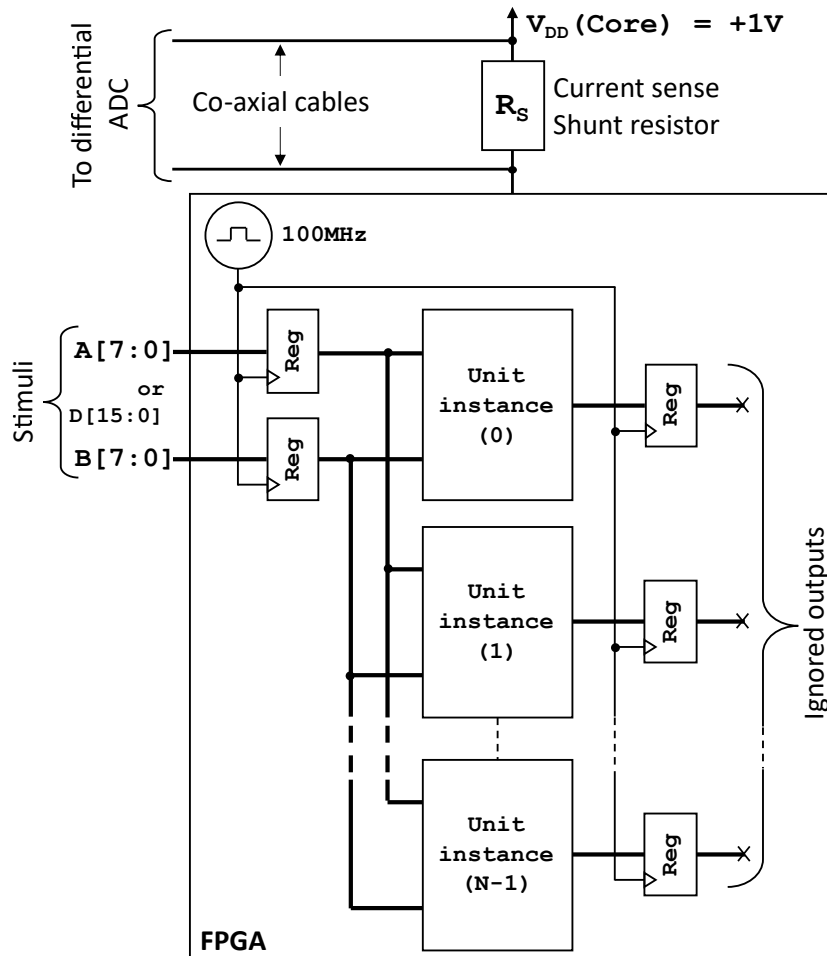 V_DD(Core) = +1V
To differential
ADC
Co-axial cables
R_S
Current sense
Shunt resistor
100MHz
Stimuli
A[7:0]
or
D[15:0]
B[7:0]
Reg
Reg
Unit
instance
(0)
Reg
Unit
instance
(1)
Reg
Unit
instance
(N-1)
Reg
Ignored outputs
FPGA